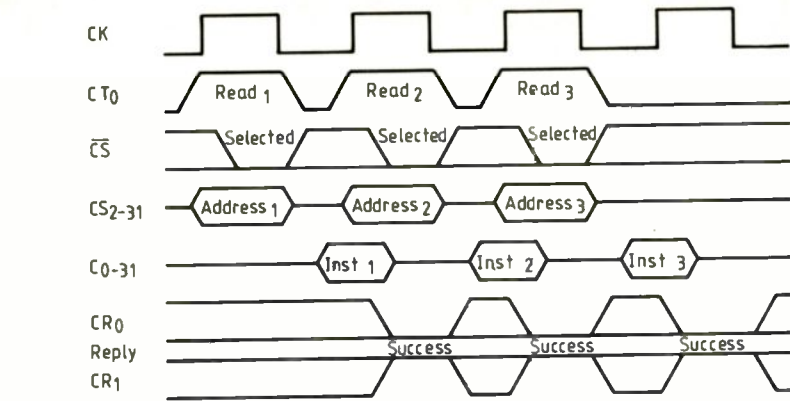 CK
CT0 Read 1 Read 2 Read 3
C̅S̅ Selected Selected Selected
CS2-31 Address 1 Address 2 Address 3
C0-31 Inst 1 Inst 2 Inst 3
CR0
Reply Success Success Success
CR1